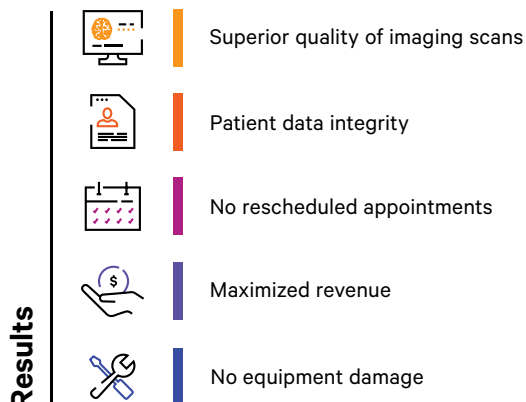 Results
Superior quality of imaging scans
Patient data integrity
No rescheduled appointments
Maximized revenue
$
No equipment damage